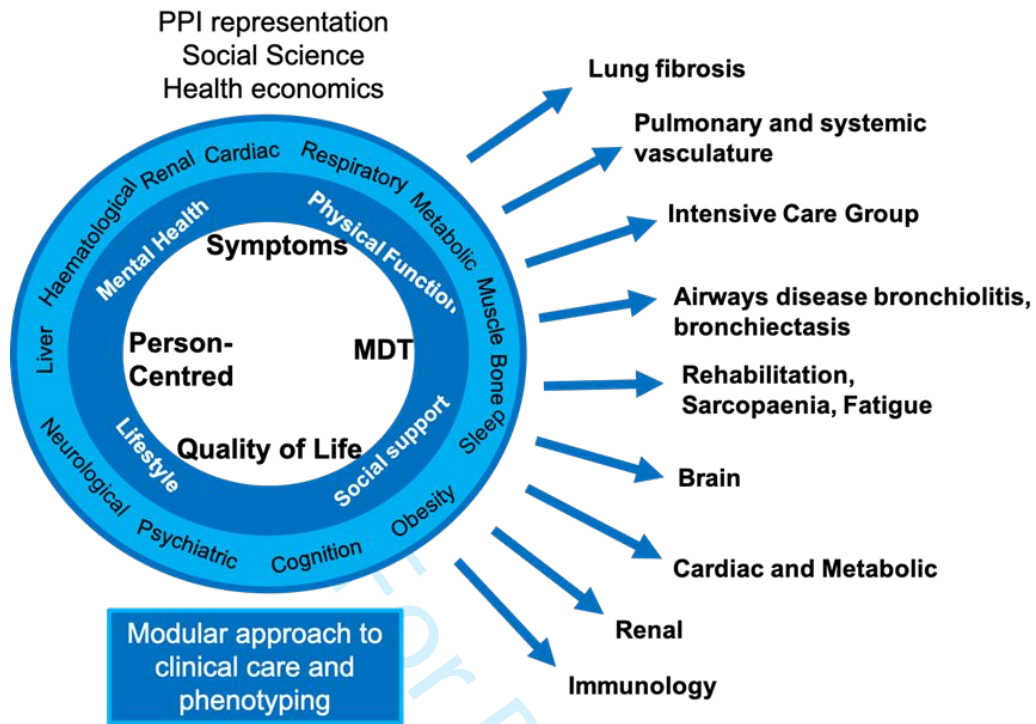 PPI representation
Social Science
Health economics
Lung fibrosis
Pulmonary and systemic
vasculature
Intensive Care Group
Airways disease bronchiolitis,
bronchiectasis
Rehabilitation,
Sarcopaenia, Fatigue
Brain
Cardiac and Metabolic
Renal
Immunology
Liver
Haematological
Renal
Cardiac
Respiratory
Metabolic
Muscle
Bone
Sleep
Obesity
Cognition
Psychiatric
Neurological
Mental Health
Physical Function
Social support
Lifestyle
Symptoms
Person-
Centred
MDT
Quality of Life
Modular approach to
clinical care and
phenotyping
For